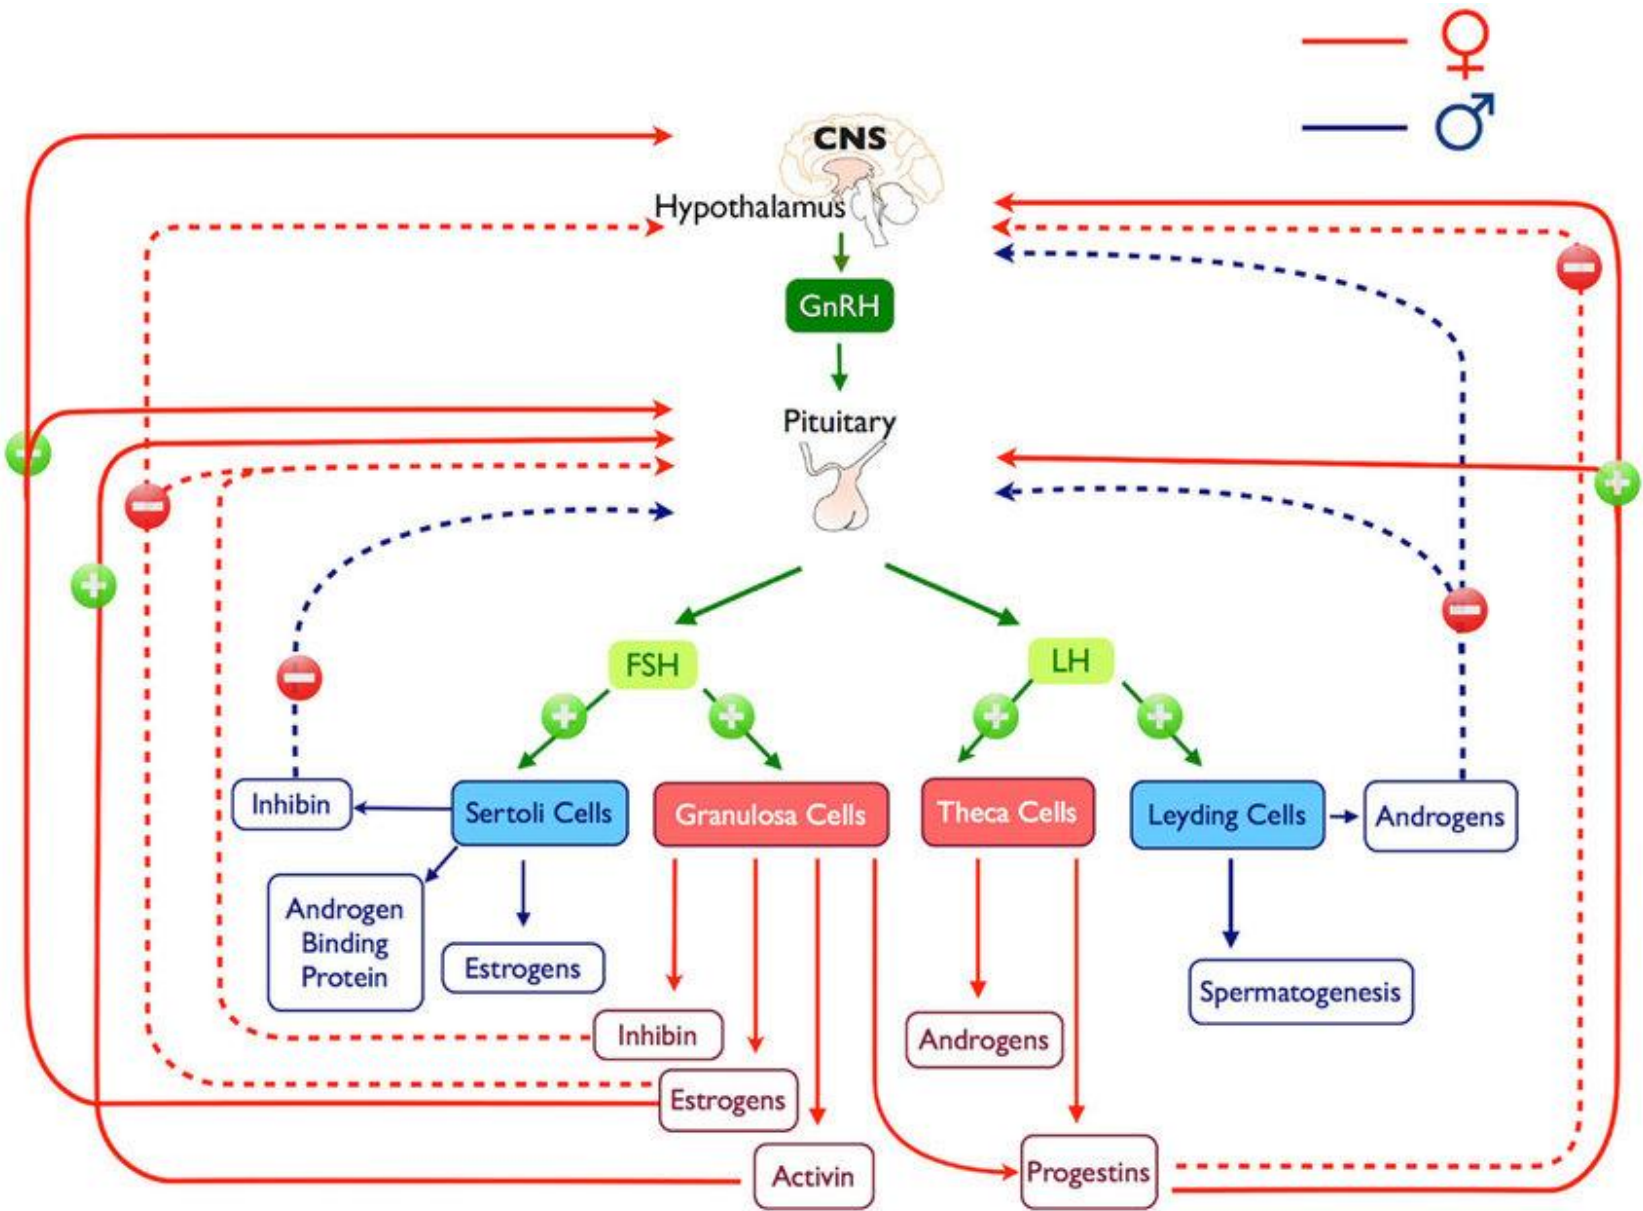 CNS
Hypothalamus
GnRH
Pituitary
FSH
LH
Inhibin
Sertoli Cells
Granulosa Cells
Theca Cells
Leyding Cells
Androgens
Androgen
Binding
Protein
Estrogens
Spermatogenesis
Inhibin
Androgens
Estrogens
Activin
Progestins